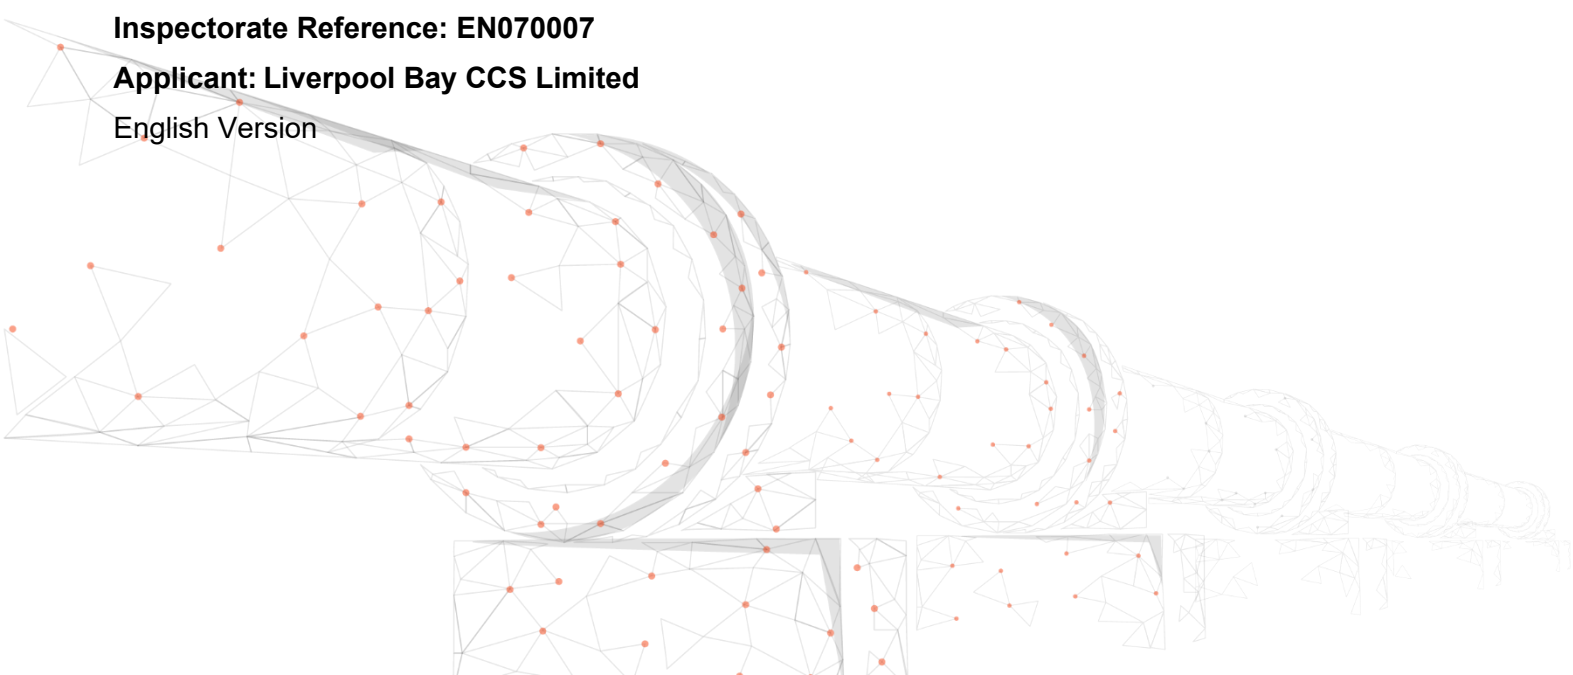 Inspectorate Reference: EN070007
Applicant: Liverpool Bay CCS Limited
English Version